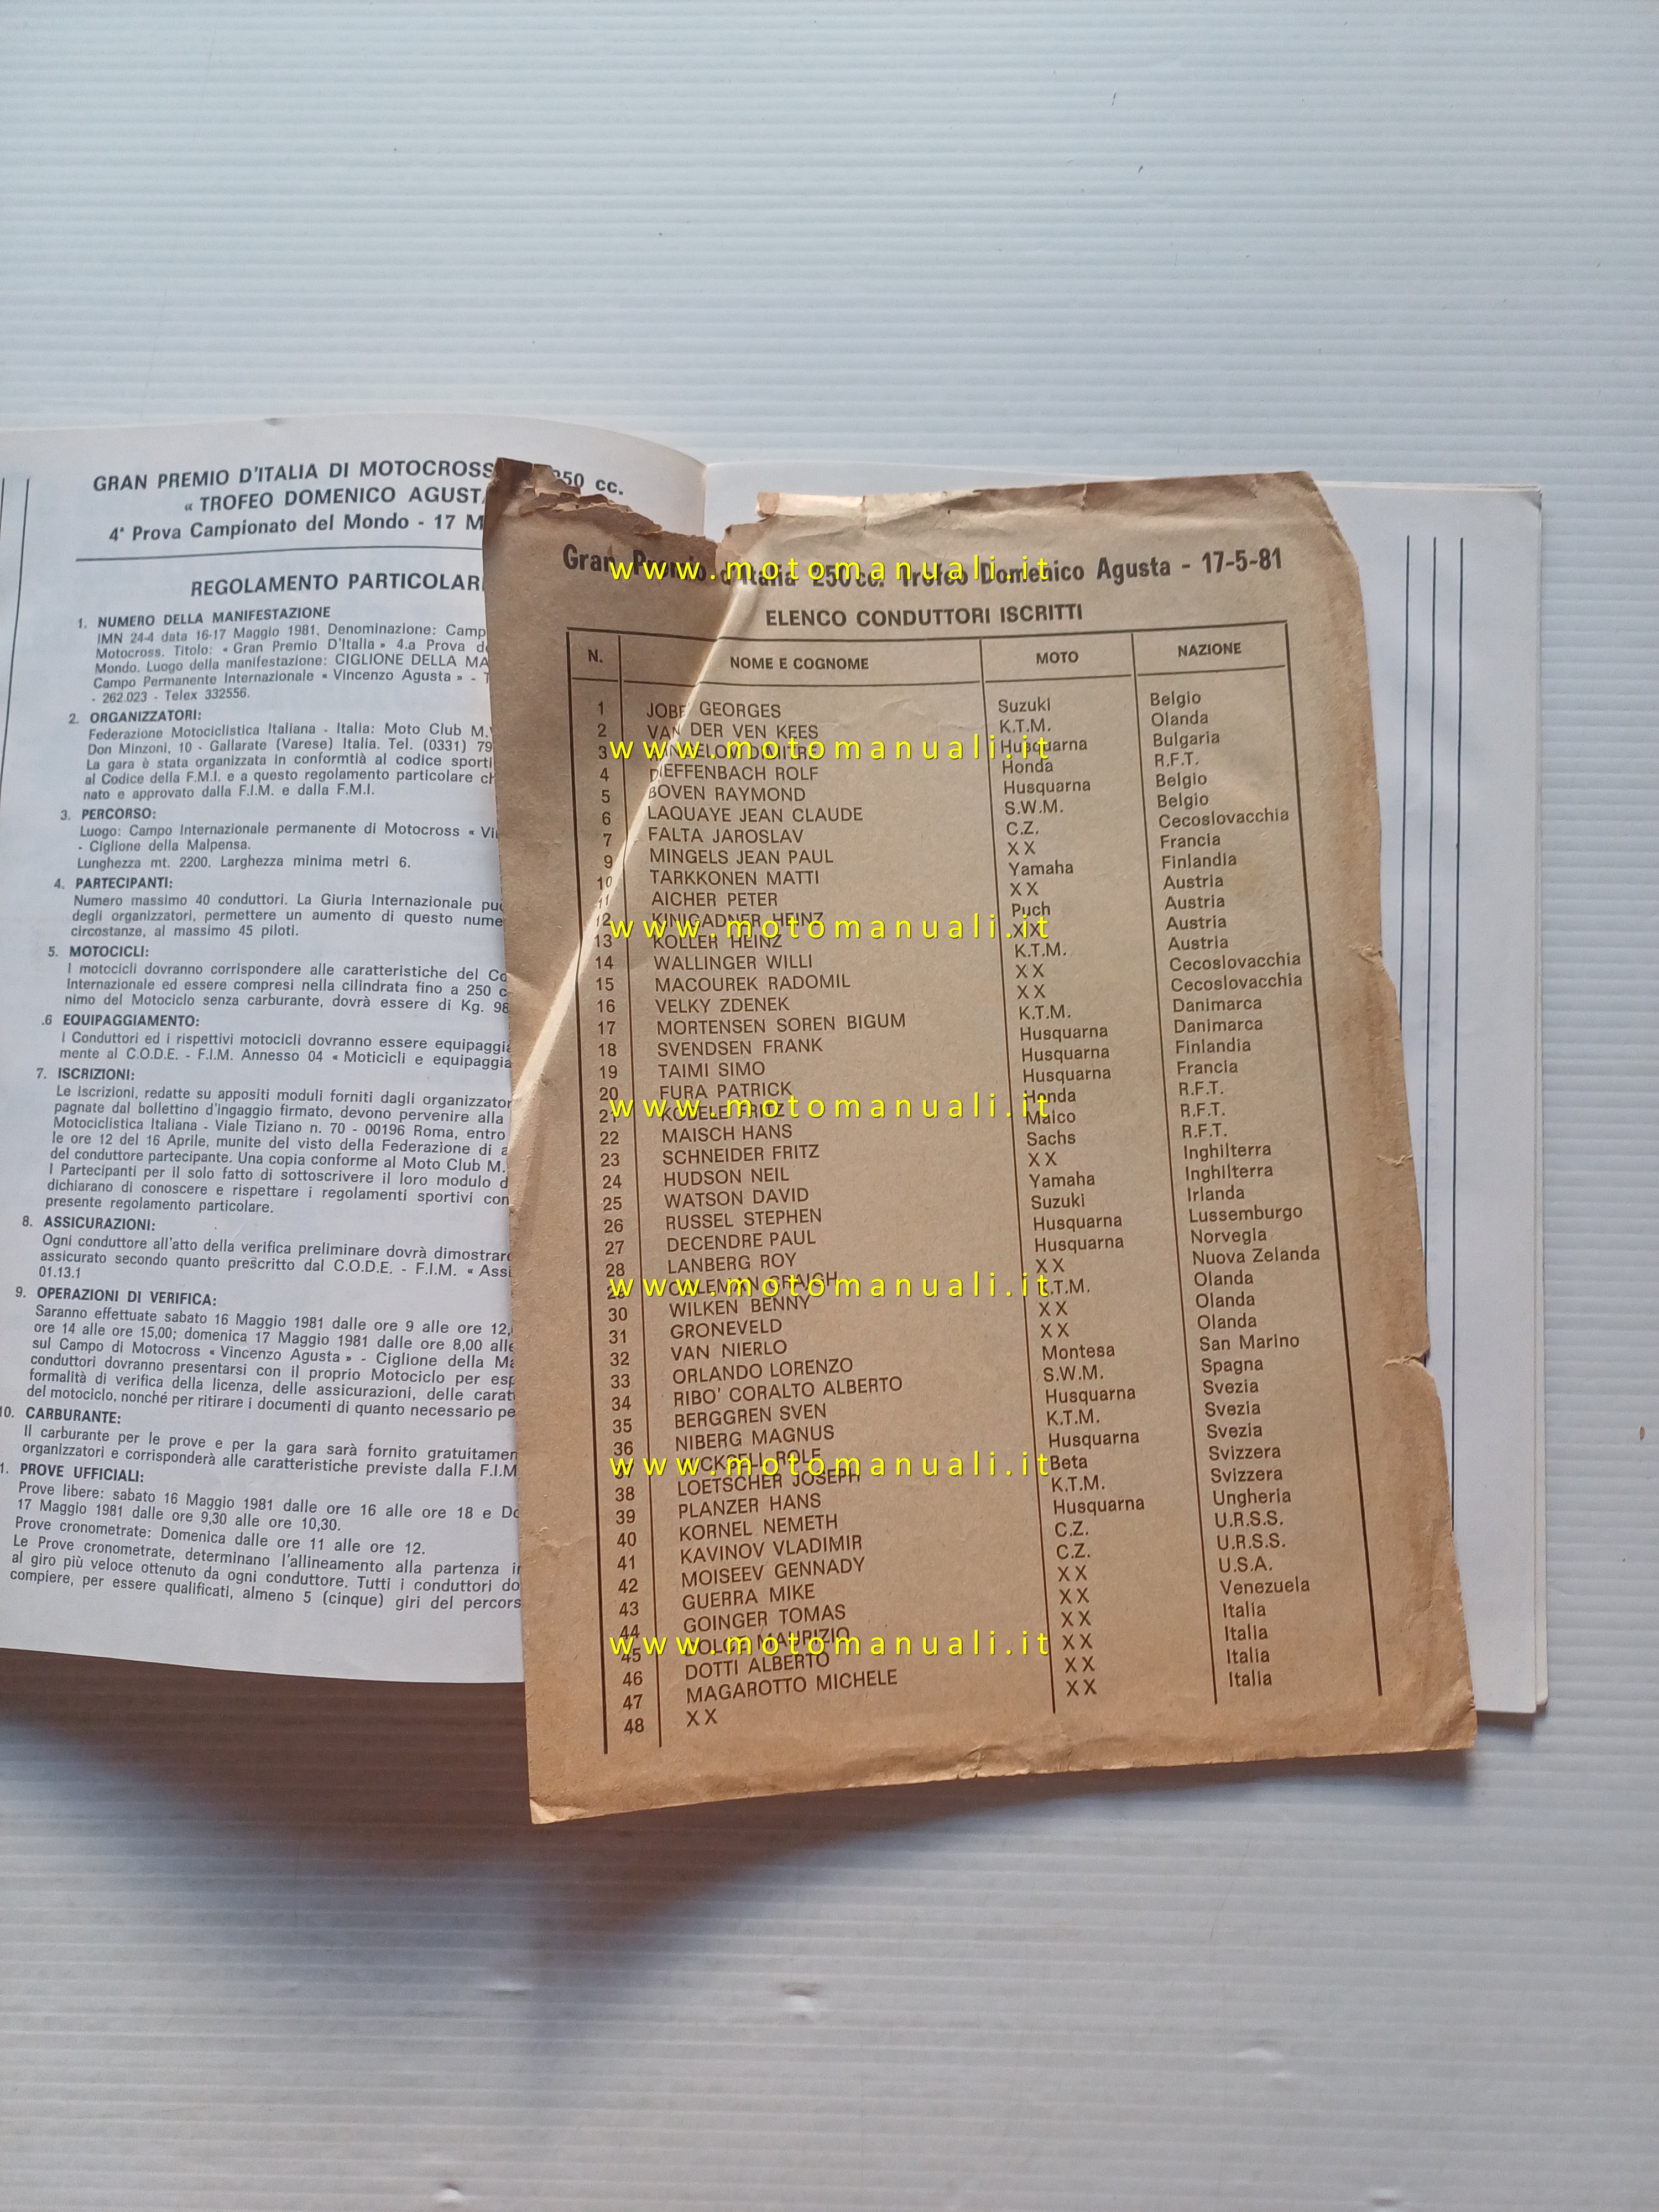 GRAN PREMIO D'ITALIA DI MOTOCROSS 250 cc.
« TROFEO DOMENICO AGUSTA
4ª Prova Campionato del Mondo - 17 M
REGOLAMENTO PARTICOLAR
1. NUMERO DELLA MANIFESTAZIONE
IMN 24-4 data 16-17 Maggio 1981. Denominazione: Camp
Motocross. Titolo: « Gran Premio D'Italia » 4.a Prova de
Mondo. Luogo della manifestazione: CIGLIONE DELLA MA
Campo Permanente Internazionale « Vincenzo Agusta » - T
- 262.023 - Telex 332556.
2. ORGANIZZATORI:
Federazione Motociclistica Italiana - Italia: Moto Club M.
Don Minzoni, 10 - Gallarate (Varese) Italia. Tel. (0331) 79
La gara è stata organizzata in conformtià al codice sporti
al Codice della F.M.I. e a questo regolamento particolare ch
nato e approvato dalla F.I.M. e dalla F.M.I.
3. PERCORSO:
Luogo: Campo Internazionale permanente di Motocross « Vi
- Ciglione della Malpensa.
Lunghezza mt. 2200. Larghezza minima metri 6.
4. PARTECIPANTI:
Numero massimo 40 conduttori. La Giuria Internazionale può
degli organizzatori, permettere un aumento di questo nume
circostanze, al massimo 45 piloti.
5. MOTOCICLI:
I motocicli dovranno corrispondere alle caratteristiche del Co
Internazionale ed essere compresi nella cilindrata fino a 250 c
nimo del Motociclo senza carburante, dovrà essere di Kg. 98
.6 EQUIPAGGIAMENTO:
I Conduttori ed i rispettivi motocicli dovranno essere equipaggia
mente al C.O.D.E. - F.I.M. Annesso 04 « Moticicli e equipaggia
7. ISCRIZIONI:
Le iscrizioni, redatte su appositi moduli forniti dagli organizzator
pagnate dal bollettino d'ingaggio firmato, devono pervenire alla
Motociclistica Italiana - Viale Tiziano n. 70 - 00196 Roma, entro
le ore 12 del 16 Aprile, munite del visto della Federazione di a
del conduttore partecipante. Una copia conforme al Moto Club M.
I Partecipanti per il solo fatto di sottoscrivere il loro modulo d
dichiarano di conoscere e rispettare i regolamenti sportivi con
presente regolamento particolare.
8. ASSICURAZIONI:
Ogni conduttore all'atto della verifica preliminare dovrà dimostrare
assicurato secondo quanto prescritto dal C.O.D.E. - F.I.M. « Assi
01.13.1
9. OPERAZIONI DI VERIFICA:
Saranno effettuate sabato 16 Maggio 1981 dalle ore 9 alle ore 12,
ore 14 alle ore 15,00; domenica 17 Maggio 1981 dalle ore 8,00 alle
sul Campo di Motocross « Vincenzo Agusta » - Ciglione della Ma
conduttori dovranno presentarsi con il proprio Motociclo per esp
formalità di verifica della licenza, delle assicurazioni, delle carat
del motociclo, nonché per ritirare i documenti di quanto necessario pe
10. CARBURANTE:
Il carburante per le prove e per la gara sarà fornito gratuitamen
organizzatori e corrisponderà alle caratteristiche previste dalla F.I.M.
1. PROVE UFFICIALI:
Prove libere: sabato 16 Maggio 1981 dalle ore 16 alle ore 18 e Do
17 Maggio 1981 dalle ore 9,30 alle ore 10,30.
Prove cronometrate: Domenica dalle ore 11 alle ore 12.
Le Prove cronometrate, determinano l'allineamento alla partenza in
al giro più veloce ottenuto da ogni conduttore. Tutti i conduttori do
compiere, per essere qualificati, almeno 5 (cinque) giri del percors
Gran Premio d'Italia 250 cc. Trofeo Domenico Agusta - 17-5-81
ELENCO CONDUTTORI ISCRITTI
N. NOME E COGNOME MOTO NAZIONE
1 JOBE GEORGES Suzuki Belgio
2 VAN DER VEN KEES K.T.M. Olanda
3 DIMITRE Husquarna Bulgaria
4 DIEFFENBACH ROLF Honda R.F.T.
5 BOVEN RAYMOND Husquarna Belgio
6 LAQUAYE JEAN CLAUDE S.W.M. Belgio
7 FALTA JAROSLAV C.Z. Cecoslovacchia
9 MINGELS JEAN PAUL X X Francia
10 TARKKONEN MATTI Yamaha Finlandia
11 AICHER PETER X X Austria
12 KINIGADNER HEINZ Puch Austria
13 KOLLER HEINZ X X Austria
14 WALLINGER WILLI K.T.M. Austria
15 MACOUREK RADOMIL X X Cecoslovacchia
16 VELKY ZDENEK X X Cecoslovacchia
17 MORTENSEN SOREN BIGUM K.T.M. Danimarca
18 SVENDSEN FRANK Husquarna Danimarca
19 TAIMI SIMO Husquarna Finlandia
20 FURA PATRICK Husquarna Francia
21 KOBELE FRITZ Honda R.F.T.
22 MAISCH HANS Malco R.F.T.
23 SCHNEIDER FRITZ Sachs R.F.T.
24 HUDSON NEIL X X Inghilterra
25 WATSON DAVID Yamaha Inghilterra
26 RUSSEL STEPHEN Suzuki Irlanda
27 DECENDRE PAUL Husquarna Lussemburgo
28 LANBERG ROY Husquarna Norvegia
29 COLEMAN CRAIGH X X Nuova Zelanda
30 WILKEN BENNY K.T.M. Olanda
31 GRONEVELD X X Olanda
32 VAN NIERLO X X Olanda
33 ORLANDO LORENZO Montesa San Marino
34 RIBO' CORALTO ALBERTO S.W.M. Spagna
35 BERGGREN SVEN Husquarna Svezia
36 NIBERG MAGNUS K.T.M. Svezia
37 ROLF Husquarna Svezia
38 LOETSCHER JOSEPH Beta Svizzera
39 PLANZER HANS K.T.M. Svizzera
40 KORNEL NEMETH Husquarna Ungheria
41 KAVINOV VLADIMIR C.Z. U.R.S.S.
42 MOISEEV GENNADY C.Z. U.R.S.S.
43 GUERRA MIKE X X U.S.A.
44 GOINGER TOMAS X X Venezuela
45 DOLCE MAURIZIO X X Italia
46 DOTTI ALBERTO X X Italia
47 MAGAROTTO MICHELE X X Italia
48 X X X X Italia
www.motomanuali.it
www.motomanuali.it
www.motomanuali.it
www.motomanuali.it
www.motomanuali.it
www.motomanuali.it
www.motomanuali.it